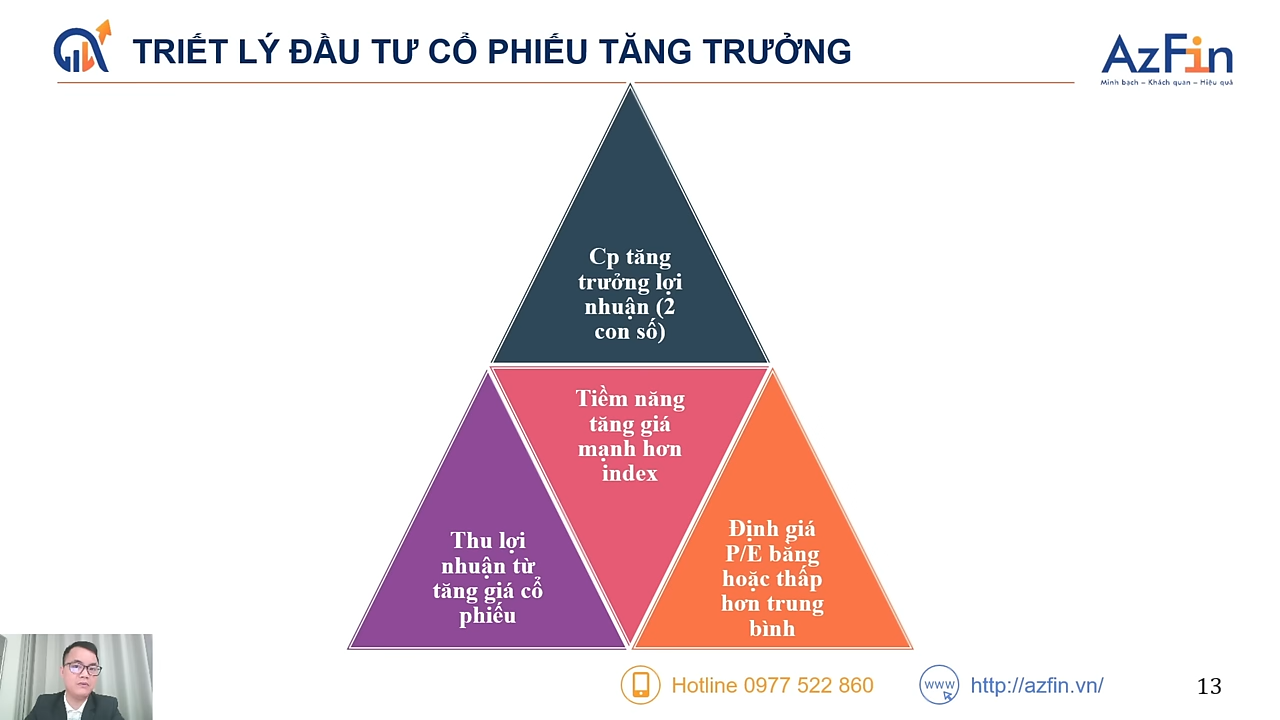 TRIẾT LÝ ĐẦU TƯ CỔ PHIẾU TĂNG TRƯỞNG
AzFin
Minh bạch – Khách quan – Hiệu quả
Cp tăng
trưởng lợi
nhuận (2
con số)
Tiềm năng
tăng giá
mạnh hơn
index
Thu lợi
nhuận từ
tăng giá cổ
phiếu
Định giá
P/E bằng
hoặc thấp
hơn trung
bình
Hotline 0977 522 860
www
http://azfin.vn/
13